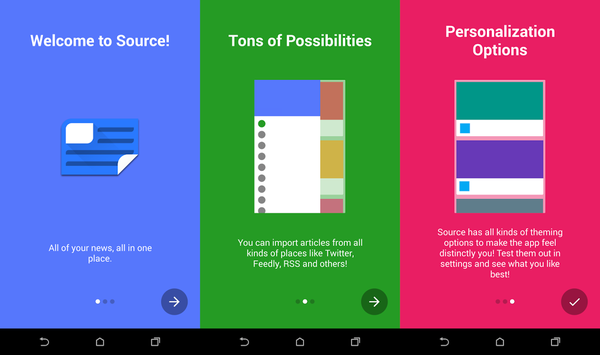 Welcome to Source!
All of your news, all in one
place.
Tons of Possibilities
You can import articles from all
kinds of places like Twitter,
Feedly, RSS and others!
Personalization
Options
Source has all kinds of theming
options to make the app feel
distinctly you! Test them out in
settings and see what you like
best!